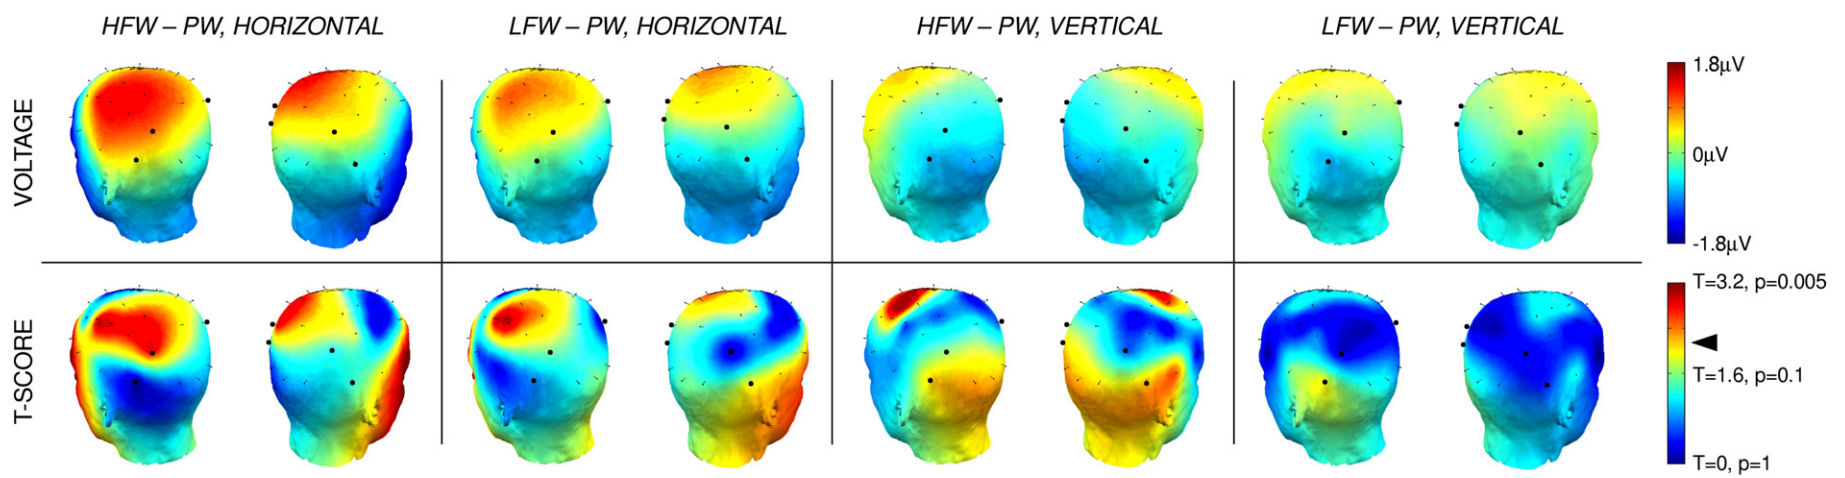 HFW – PW, HORIZONTAL
LFW – PW, HORIZONTAL
HFW – PW, VERTICAL
LFW – PW, VERTICAL
VOLTAGE
1.8μV
0μV
-1.8μV
T-SCORE
T=3.2, p=0.005
T=1.6, p=0.1
T=0, p=1